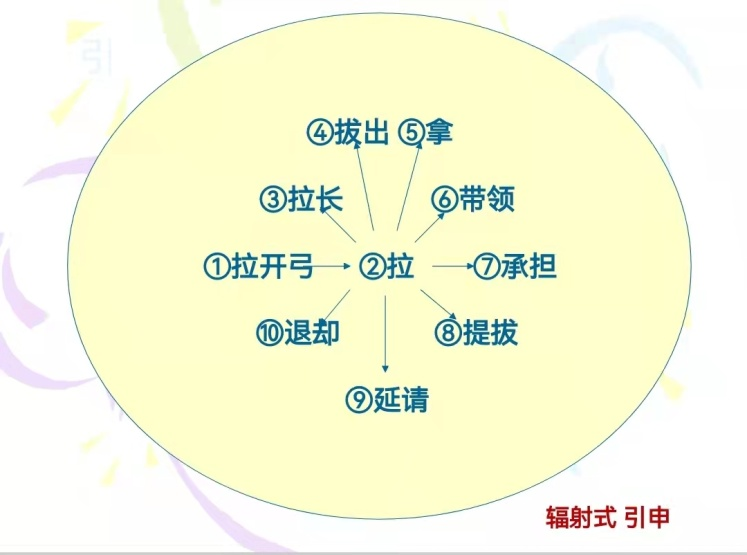 引
④拔出 ⑤拿
③拉长 ⑥带领
①拉开弓 ②拉 ⑦承担
⑩退却 ⑧提拔
⑨延请
辐射式 引申